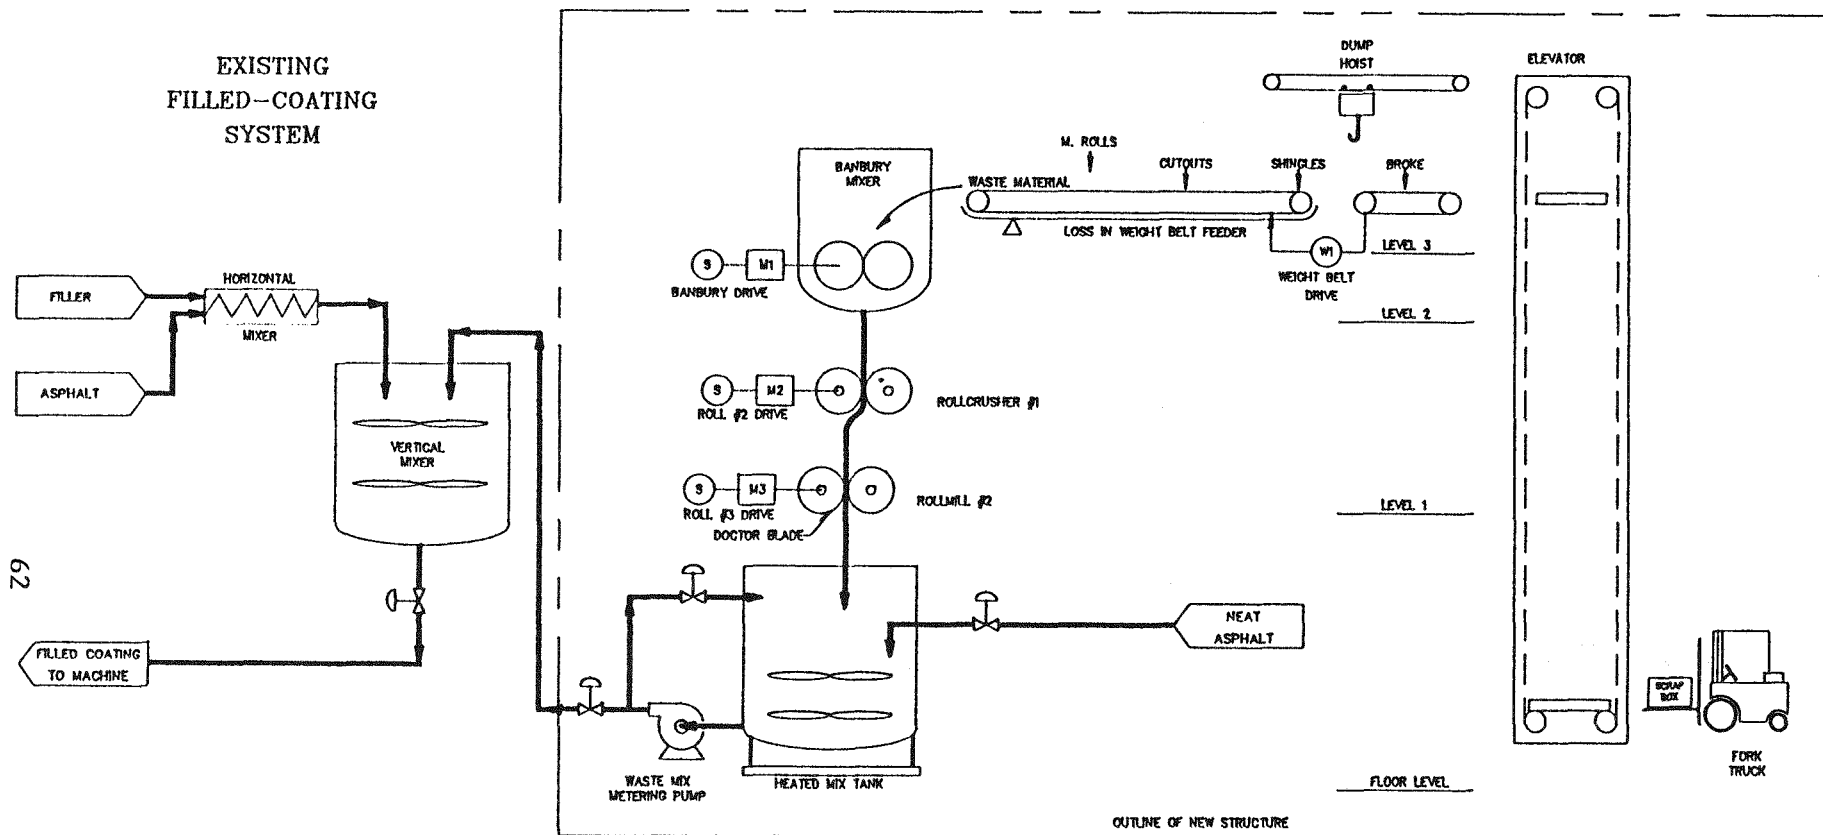 EXISTING
FILLED-COATING
SYSTEM
DUMP
HOIST
ELEVATOR
BANBURY
MIXER
M. ROLLS
CUTOUTS
SHINGLES
BROKE
WASTE MATERIAL
LOSS IN WEIGHT BELT FEEDER
LEVEL 3
W1
WEIGHT BELT
DRIVE
S
M1
BANBURY DRIVE
FILLER
HORIZONTAL
MIXER
LEVEL 2
ASPHALT
S
M2
ROLL #2 DRIVE
ROLLCRUSHER #1
VERTICAL
MIXER
S
M3
ROLL #3 DRIVE
ROLLMILL #2
LEVEL 1
DOCTOR BLADE
62
NEAT
ASPHALT
FILLED COATING
TO MACHINE
SCRAP
BOX
FORK
TRUCK
WASTE MIX
METERING PUMP
HEATED MIX TANK
FLOOR LEVEL
OUTLINE OF NEW STRUCTURE